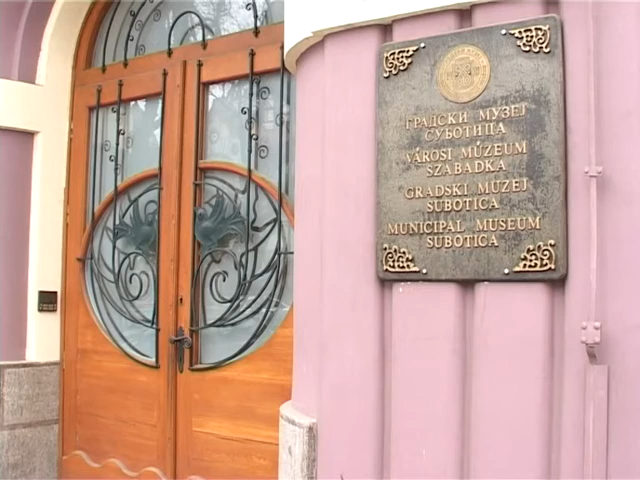 ГРАДСКИ МУЗЕЈ
СУБОТИЦА
VÁROSI MÚZEUM
SZABADKA
GRADSKI MUZEJ
SUBOTICA
MUNICIPAL MUSEUM
SUBOTICA